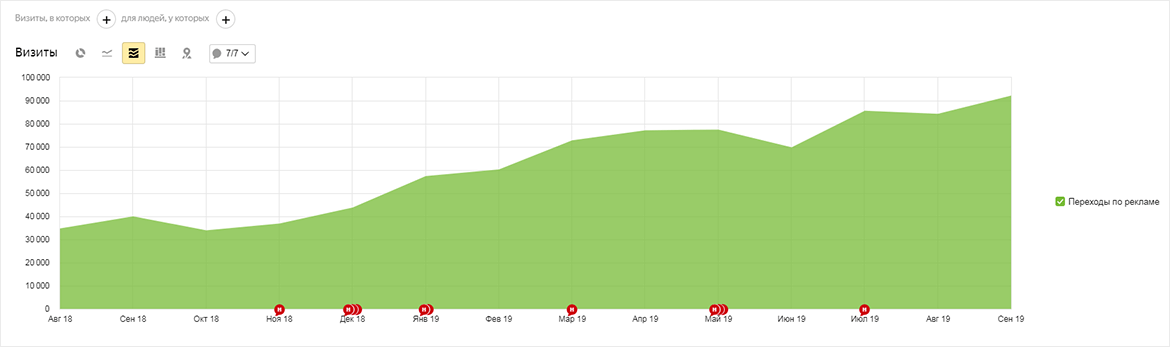 Визиты, в которых + для людей, у которых +
Визиты 7/7
100 000
90 000
80 000
70 000
60 000
50 000
40 000
30 000
20 000
10 000
0
Переходы по рекламе
н н н н н н
Авг 18 Сен 18 Окт 18 Ноя 18 Дек 18 Янв 19 Фев 19 Мар 19 Апр 19 Май 19 Июн 19 Июл 19 Авг 19 Сен 19